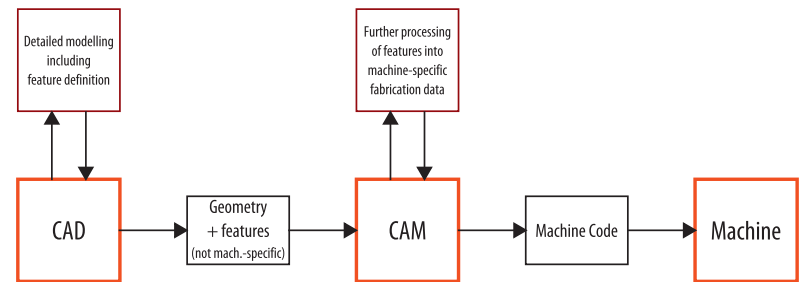 Detailed modelling
including
feature definition
Further processing
of features into
machine-specific
fabrication data
CAD
Geometry
+ features
(not mach.-specific)
CAM
Machine Code
Machine